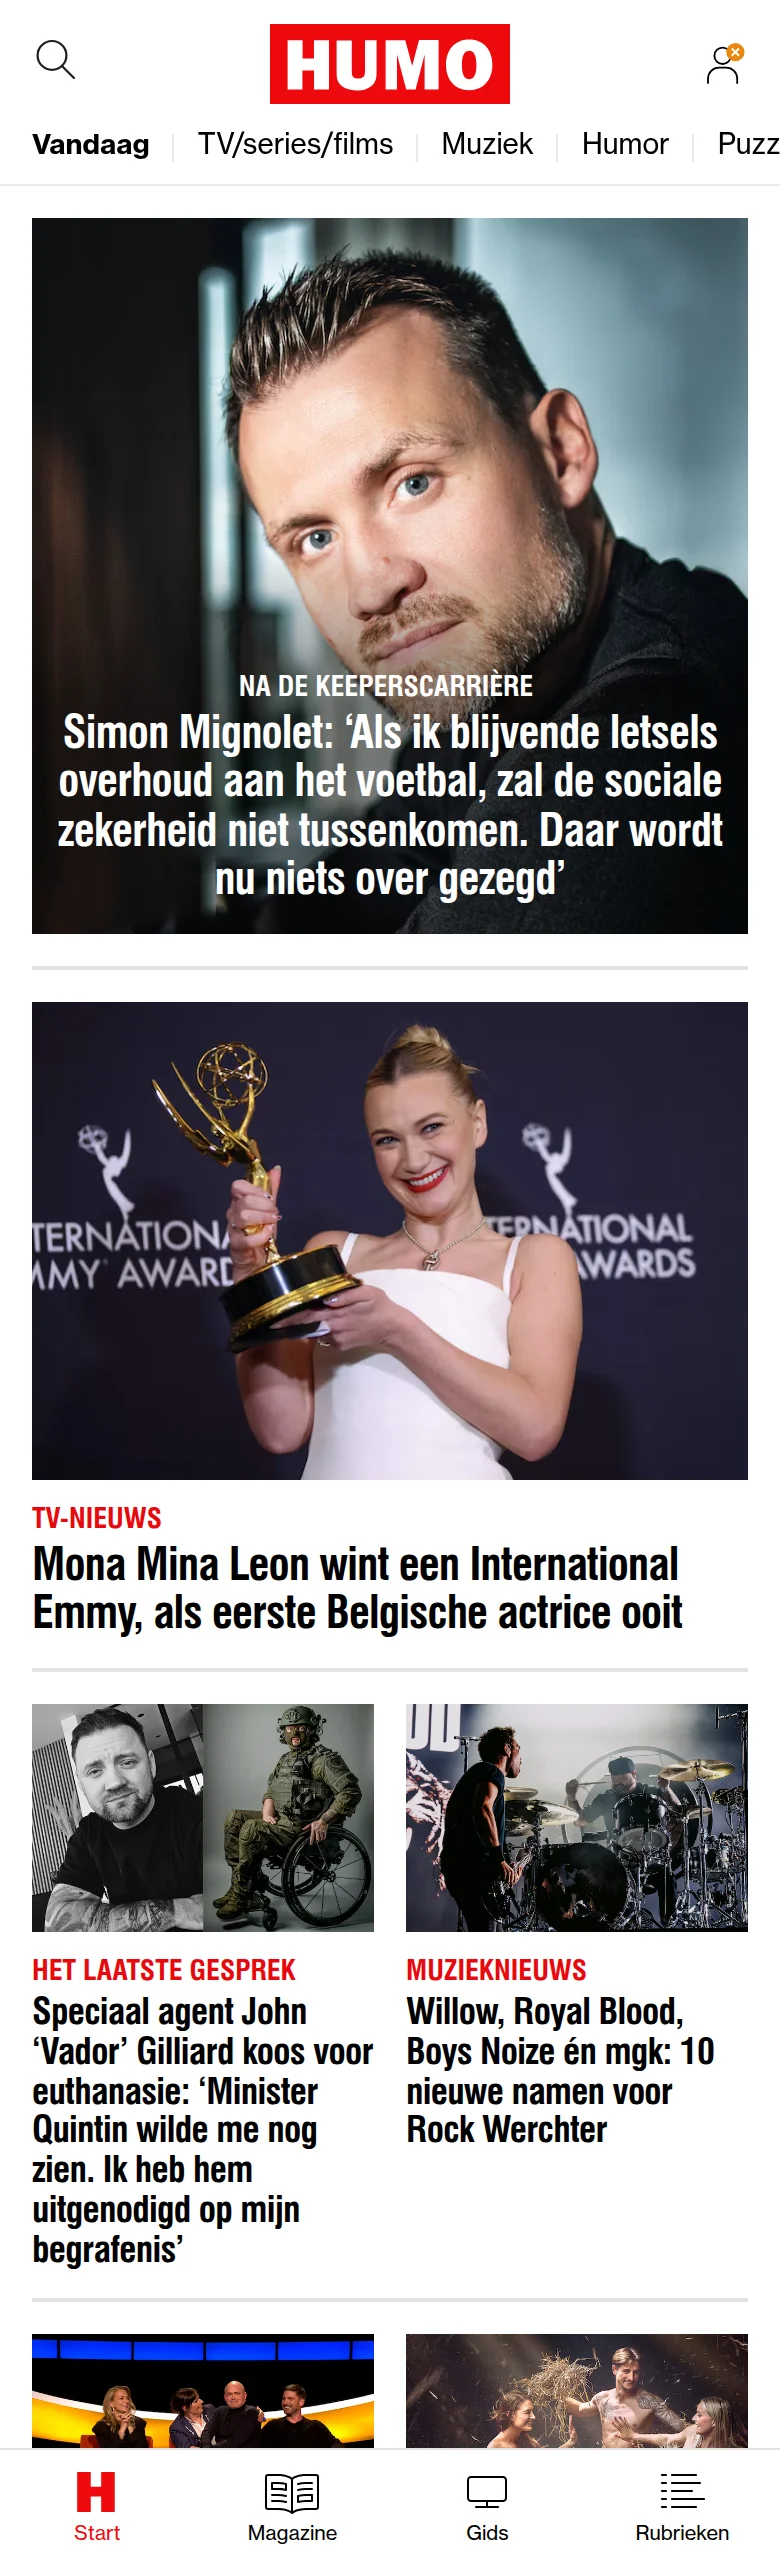 HUMO
Vandaag
TV/series/films
Muziek
Humor
Puzz
NA DE KEEPERSCARRIÈRE
Simon Mignolet: ‘Als ik blijvende letsels
overhoud aan het voetbal, zal de sociale
zekerheid niet tussenkomen. Daar wordt
nu niets over gezegd’
TERNATIONA
MMY AWARD
TERNATIONAL
AWARDS
TV-NIEUWS
Mona Mina Leon wint een International
Emmy, als eerste Belgische actrice ooit
HET LAATSTE GESPREK
Speciaal agent John
‘Vador’ Gilliard koos voor
euthanasie: ‘Minister
Quintin wilde me nog
zien. Ik heb hem
uitgenodigd op mijn
begrafenis’
MUZIEKNIEUWS
Willow, Royal Blood,
Boys Noize én mgk: 10
nieuwe namen voor
Rock Werchter
H
Start
Magazine
Gids
Rubrieken